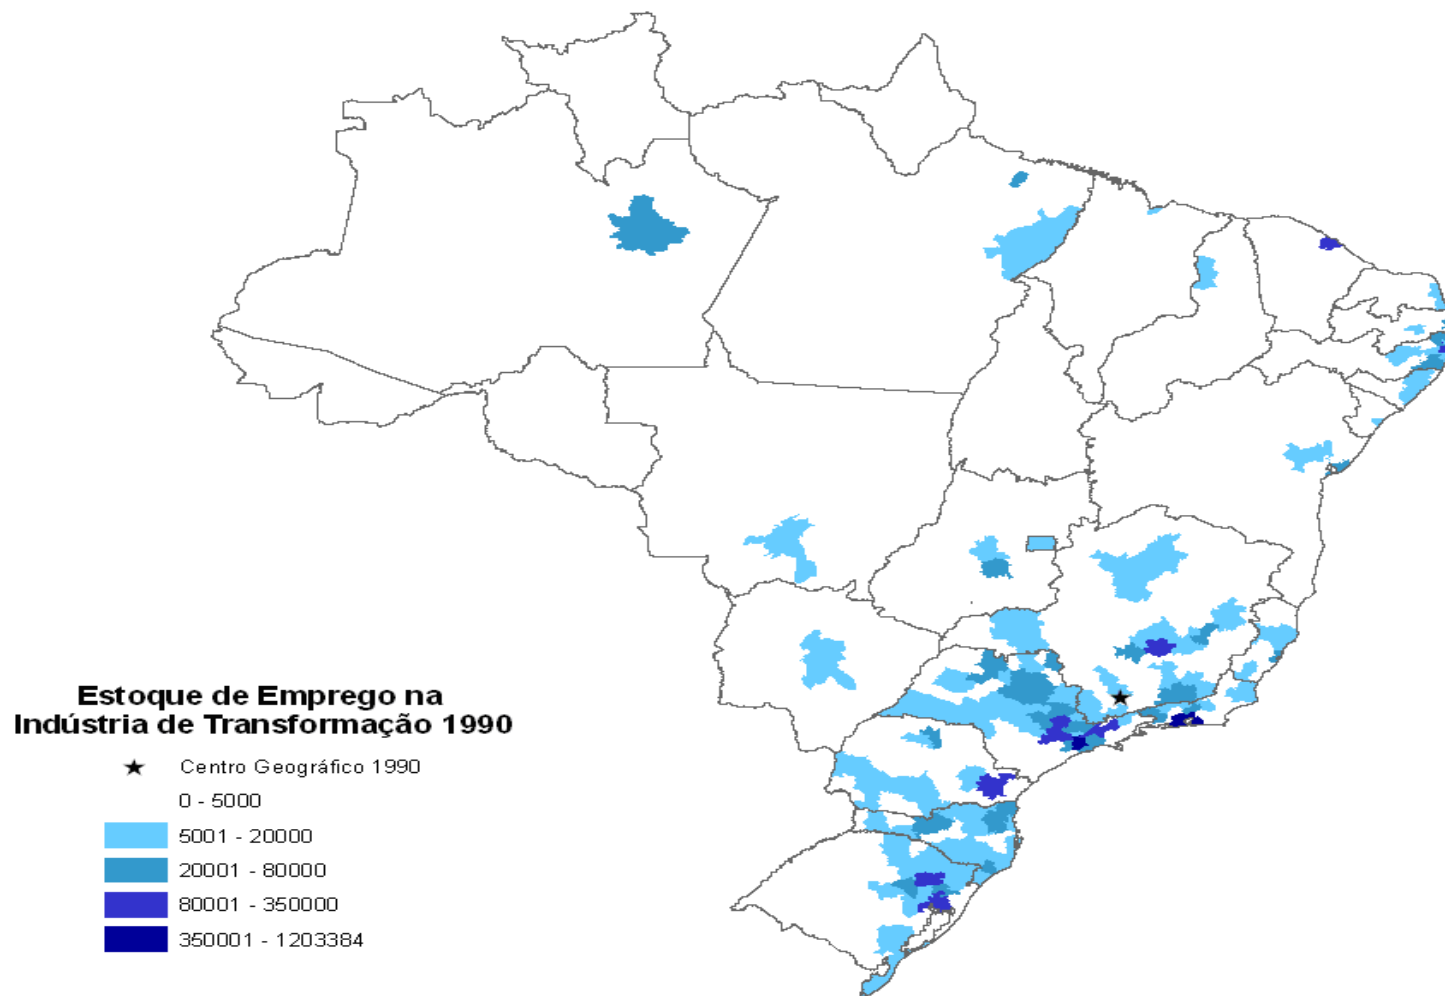 Estoque de Emprego na
Indústria de Transformação 1990
Centro Geográfico 1990
0 - 5000
5001 - 20000
20001 - 80000
80001 - 350000
350001 - 1203384